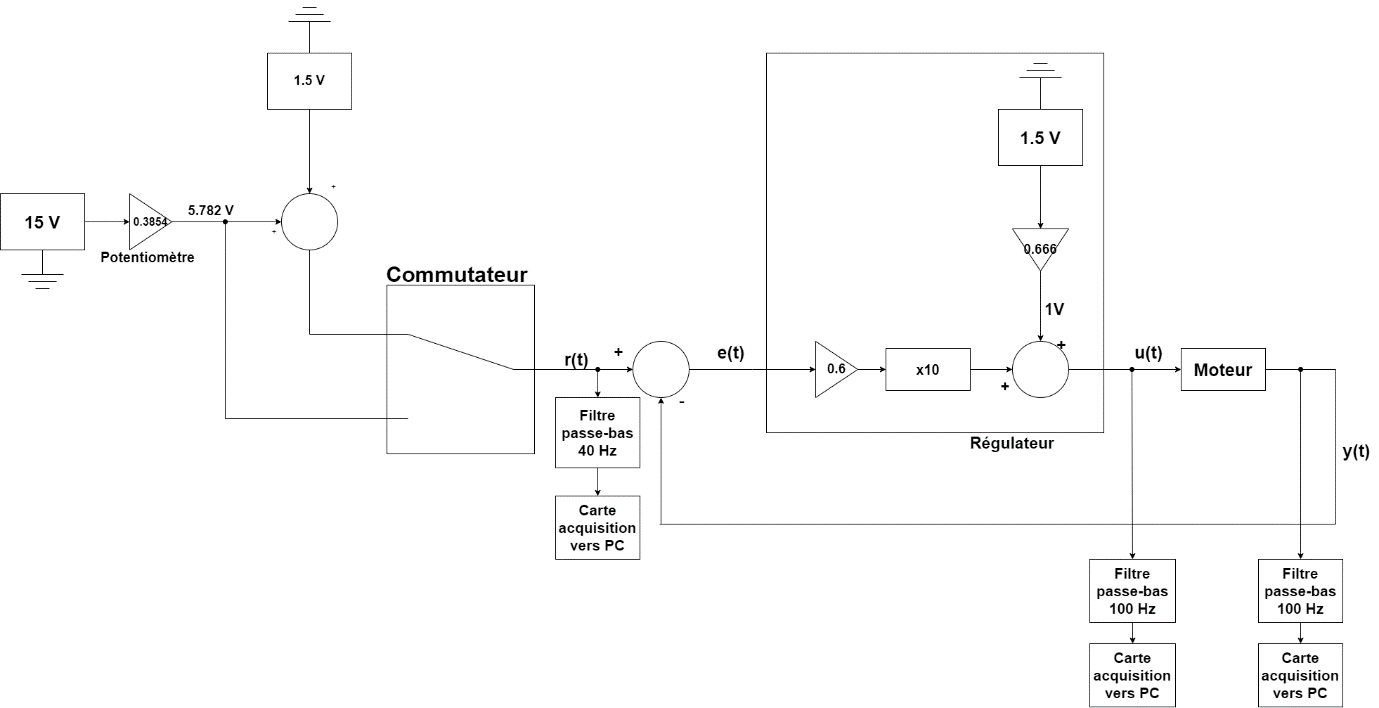 1.5 V
+
15 V
0.3854
5.782 V
+
Potentiomètre
Commutateur
r(t)
+
-
e(t)
Filtre
passe-bas
40 Hz
Carte
acquisition
vers PC
1.5 V
0.666
1V
+
0.6
x10
+
Régulateur
u(t)
Moteur
y(t)
Filtre
passe-bas
100 Hz
Carte
acquisition
vers PC
Filtre
passe-bas
100 Hz
Carte
acquisition
vers PC